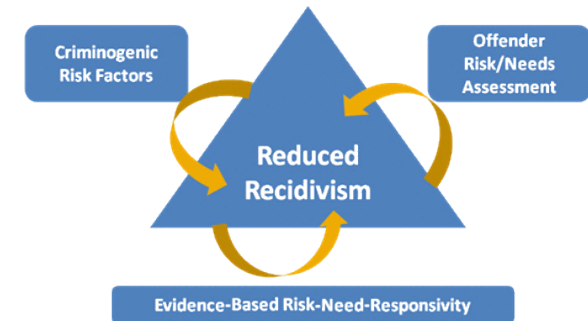 Criminogenic
Risk Factors
Offender
Risk/Needs
Assessment
Reduced
Recidivism
Evidence-Based Risk-Need-Responsivity